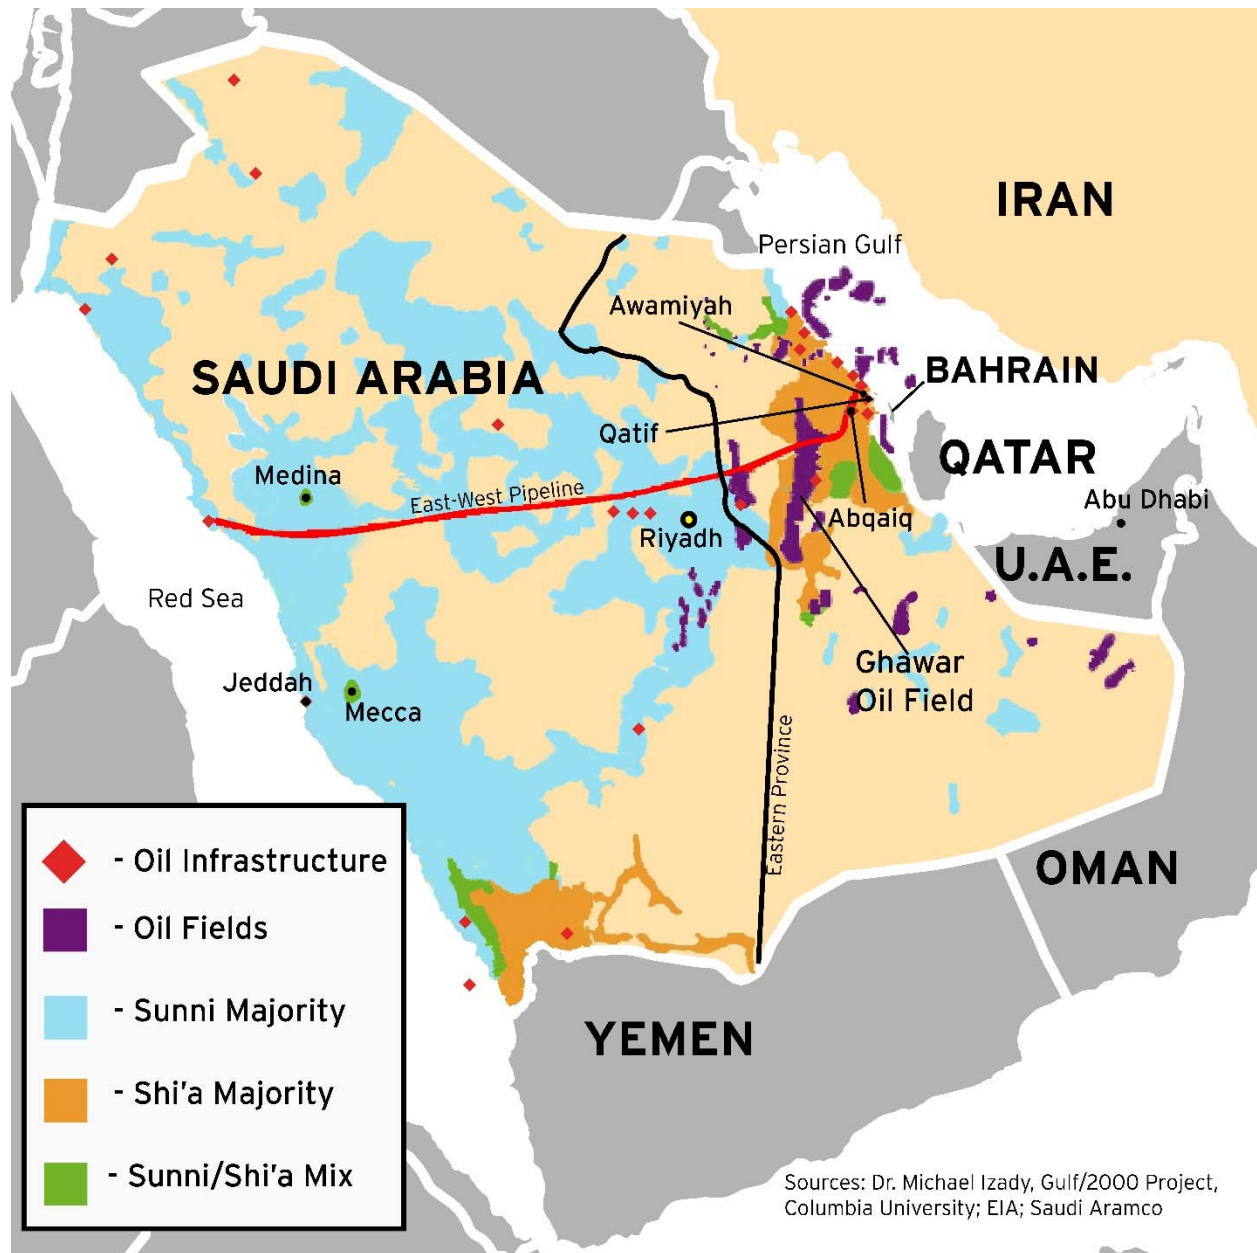 IRAN
Persian Gulf
Awamiyah
BAHRAIN
SAUDI ARABIA
Qatif
QATAR
Medina
East-West Pipeline
Abu Dhabi
Abqaiq
Riyadh
U.A.E.
Red Sea
Ghawar
Oil Field
Jeddah
Mecca
Eastern Province
OMAN
YEMEN
- Oil Infrastructure
- Oil Fields
- Sunni Majority
- Shi'a Majority
- Sunni/Shi'a Mix
Sources: Dr. Michael Izady, Gulf/2000 Project,
Columbia University; EIA; Saudi Aramco